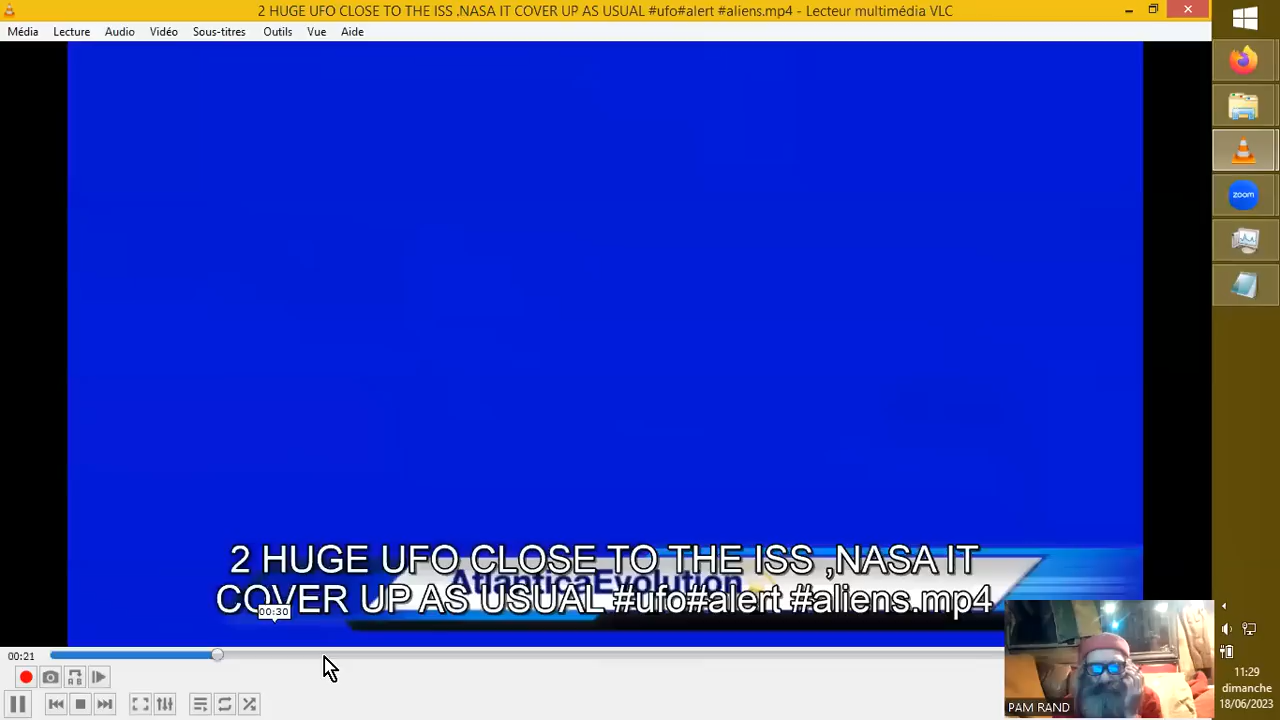 2 HUGE UFO CLOSE TO THE ISS ,NASA IT COVER UP AS USUAL #ufo#alert #aliens.mp4 - Lecteur multimédia VLC
Média Lecture Audio Vidéo Sous-titres Outils Vue Aide
zoom
2 HUGE UFO CLOSE TO THE ISS ,NASA IT
AtlanticaEvolution
COVER UP AS USUAL #ufo#alert #aliens.mp4
00:30
00:21
A B
PAM RAND
11:29
dimanche
18/06/2023